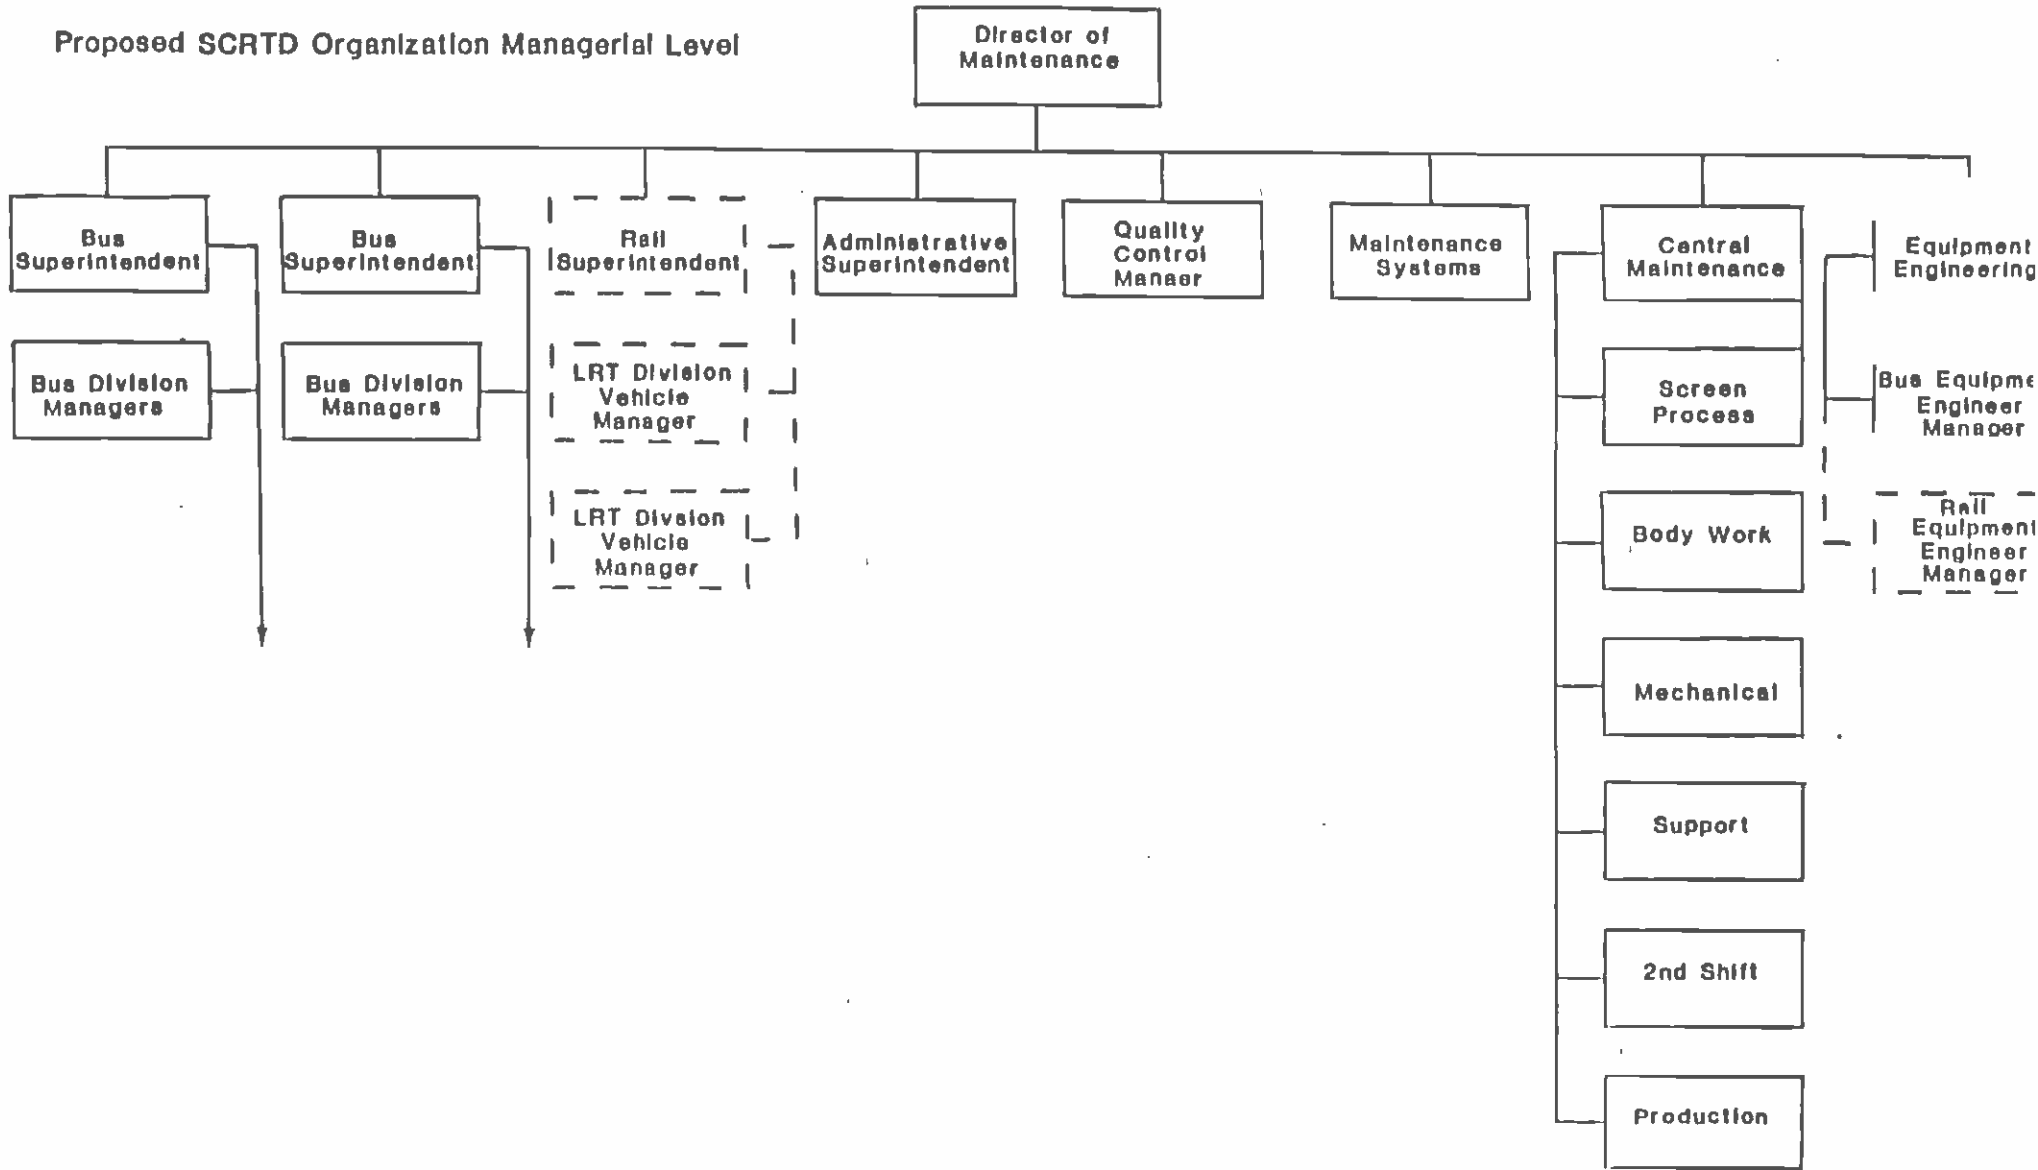 Proposed SCRTD Organization Managerial Level
Director of
Maintenance
Bus
Superintendent
Bus
Superintendent
Rail
Superintendent
Administrative
Superintendent
Quality
Control
Manaer
Maintenance
Systems
Central
Maintenance
Equipment
Engineering
Bus Division
Managers
Bus Division
Managers
LRT Division
Vehicle
Manager
Screen
Process
Bus Equipme
Engineer
Manager
LRT Divsion
Vehicle
Manager
Body Work
Rail
Equipment
Engineer
Manager
Mechanical
Support
2nd Shift
Production